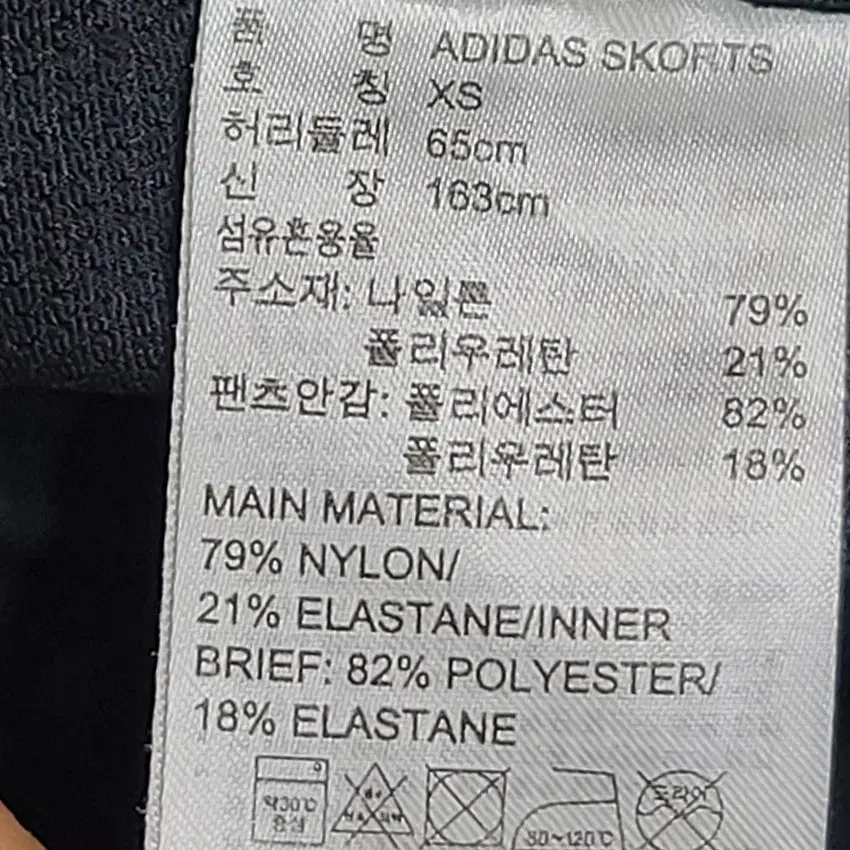 품 명 ADIDAS SKORTS
호 칭 XS
허리둘레 65cm
신 장 163cm
섬유혼용율
주소재: 나일론 79%
폴리우레탄 21%
팬츠안감: 폴리에스터 82%
폴리우레탄 18%
MAIN MATERIAL:
79% NYLON/
21% ELASTANE/INNER
BRIEF: 82% POLYESTER/
18% ELASTANE
약30℃ 드라이
중성 80~120℃